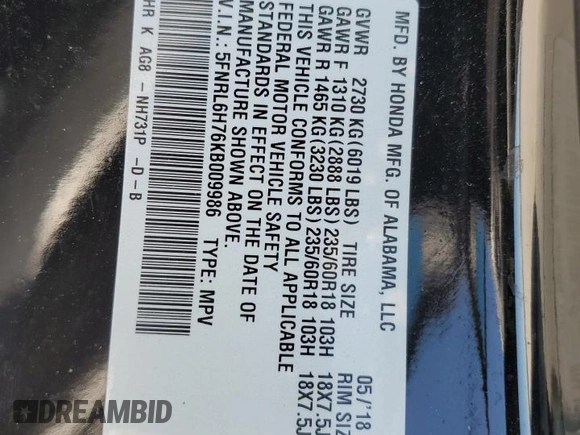 MFD. BY HONDA MFG. OF ALABAMA, LLC 05/'18
GVWR 2730 KG(6019 LBS) TIRE SIZE RIM SIZ
GAWR F 1310 KG(2888 LBS) 235/60R18 103H 18X7.5J
GAWR R 1465 KG(3230 LBS) 235/60R18 103H 18X7.5J
THIS VEHICLE CONFORMS TO ALL APPLICABLE
FEDERAL MOTOR VEHICLE SAFETY
STANDARDS IN EFFECT ON THE DATE OF
MANUFACTURE SHOWN ABOVE.
V.I.N.: 5FNRL6H76KB009986 TYPE: MPV
HR K AG8 - NH731P -D-B
DREAMBID